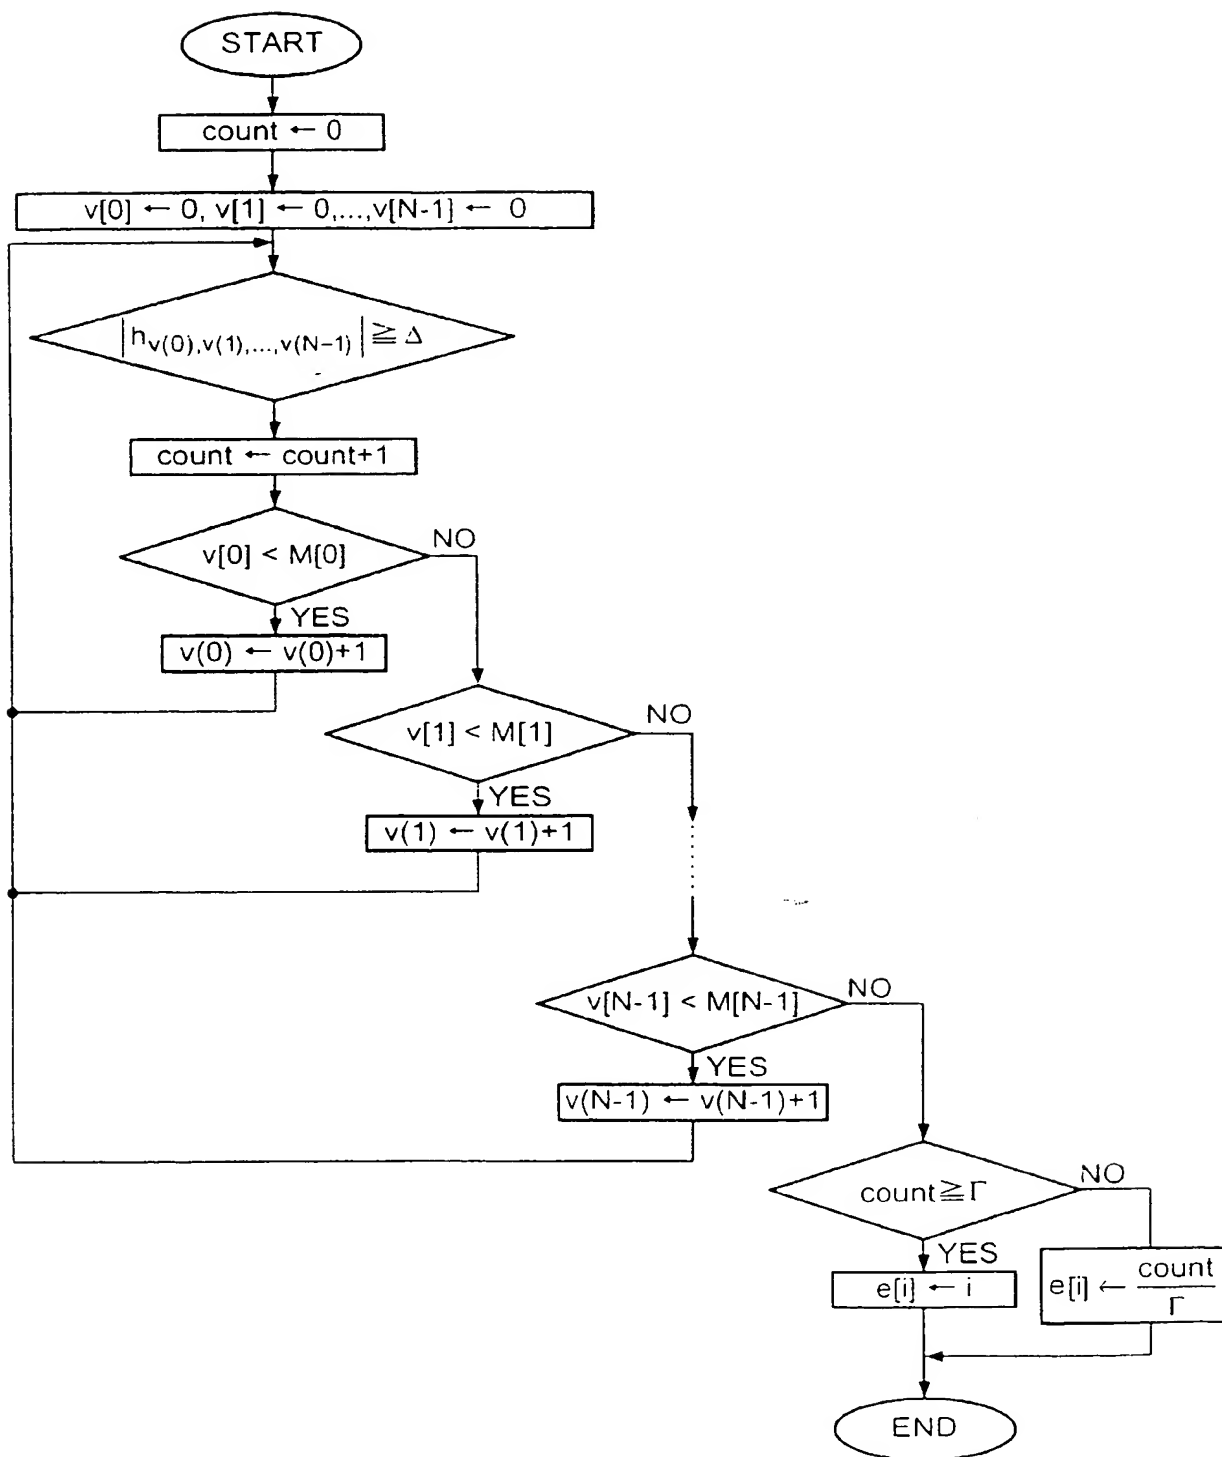 START
count ← 0
v[0] ← 0, v[1] ← 0,...,v[N-1] ← 0
|h v(0),v(1),...,v(N-1)| ≧ Δ
count ← count+1
v[0] < M[0]
NO
YES
v(0) ← v(0)+1
v[1] < M[1]
NO
YES
v(1) ← v(1)+1
v[N-1] < M[N-1]
NO
YES
v(N-1) ← v(N-1)+1
count≧Γ
NO
YES
e[i] ← i
e[i] ← count
Γ
END